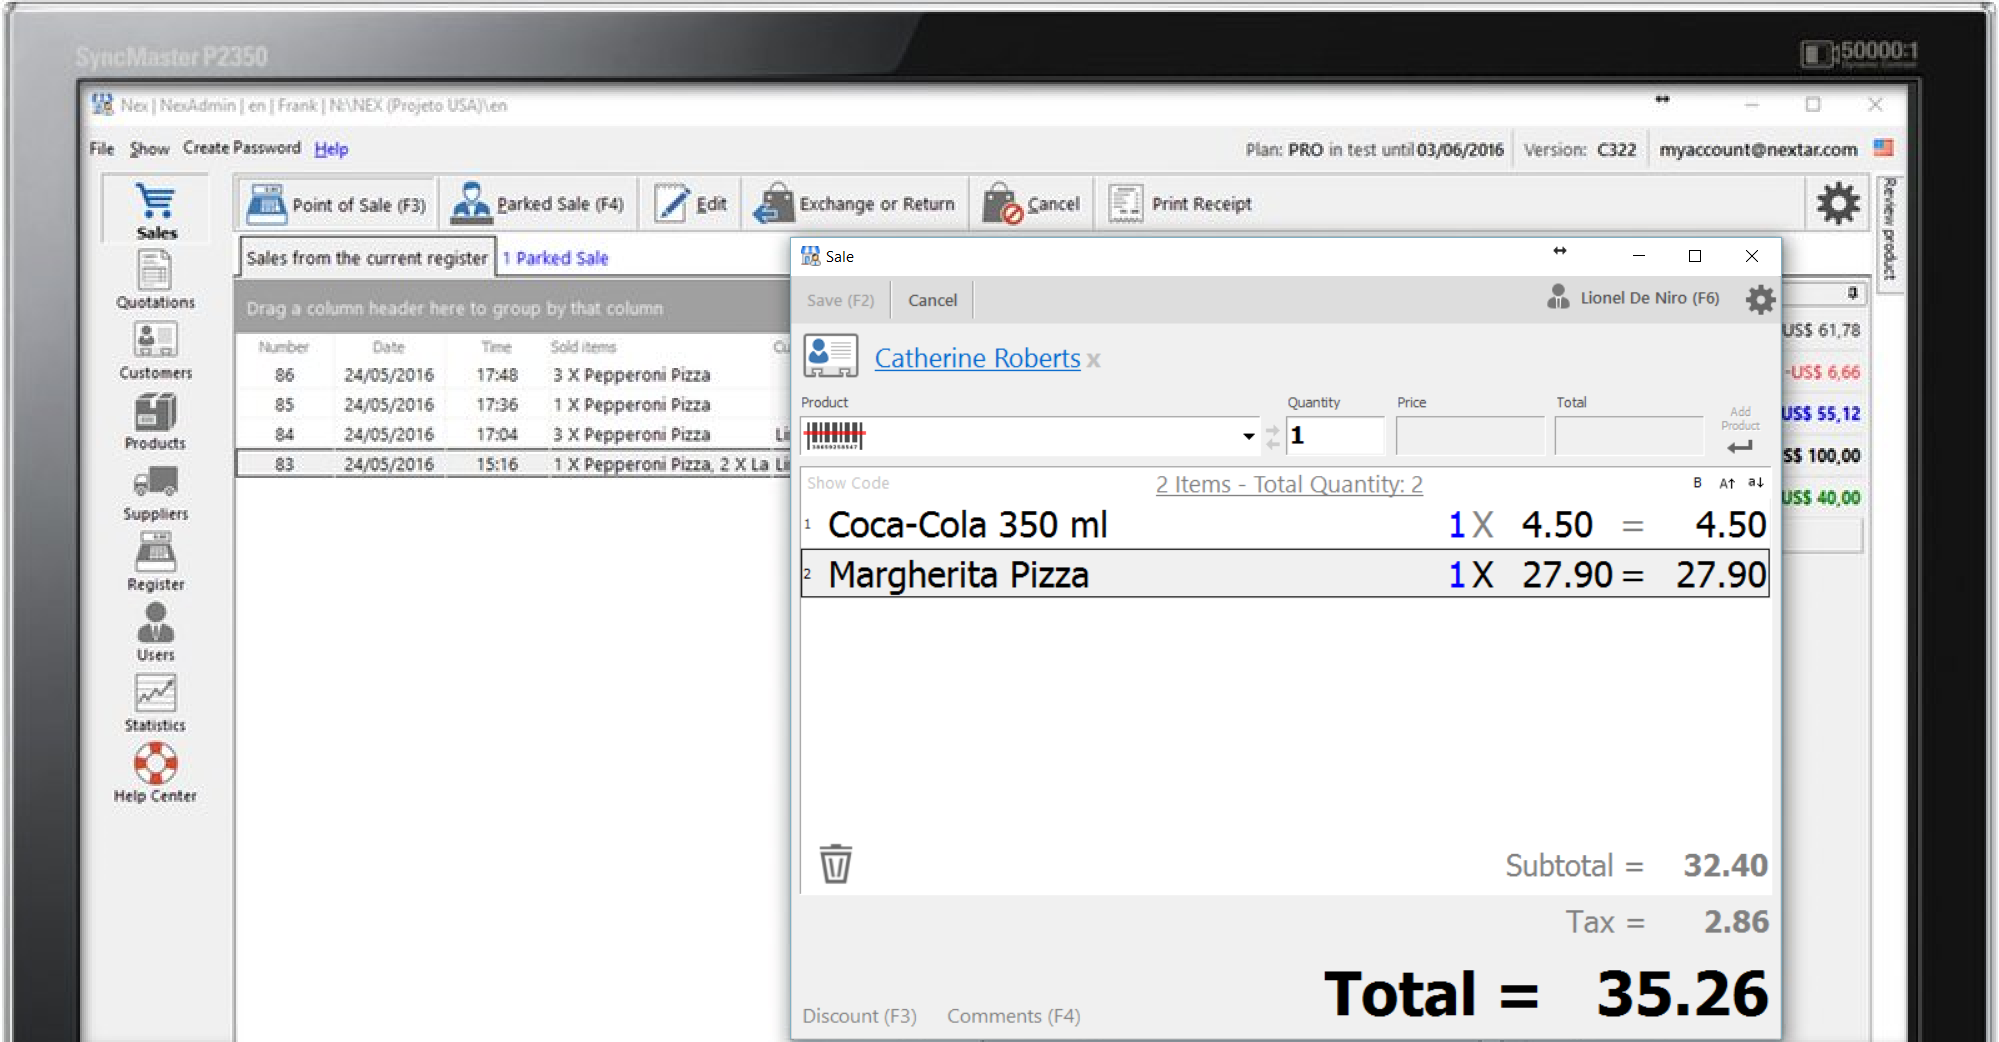 SyncMaster P2350
50000:1
Nex | NexAdmin | en | Frank | N:\NEX (Projeto USA)\en
File Show Create Password Help
Plan: PRO in test until 03/06/2016 Version: C322 myaccount@nextar.com
Sales
Quotations
Customers
Products
Suppliers
Register
Users
Statistics
Help Center
Point of Sale (F3) Parked Sale (F4) Edit Exchange or Return Cancel Print Receipt
Review product
Sales from the current register 1 Parked Sale
Drag a column header here to group by that column
Number Date Time Sold items Cu
86 24/05/2016 17:48 3 X Pepperoni Pizza
85 24/05/2016 17:36 1 X Pepperoni Pizza
84 24/05/2016 17:04 3 X Pepperoni Pizza Li
83 24/05/2016 15:16 1 X Pepperoni Pizza, 2 X La Li
Sale
Save (F2) Cancel Lionel De Niro (F6)
Catherine Roberts x
Product Quantity Price Total
1
Add
Product
Show Code 2 Items - Total Quantity: 2 B A↑ a↓
1 Coca-Cola 350 ml 1 X 4.50 = 4.50
2 Margherita Pizza 1 X 27.90 = 27.90
Subtotal = 32.40
Tax = 2.86
Total = 35.26
Discount (F3) Comments (F4)
US$ 61,78
-US$ 6,66
US$ 55,12
S$ 100,00
US$ 40,00